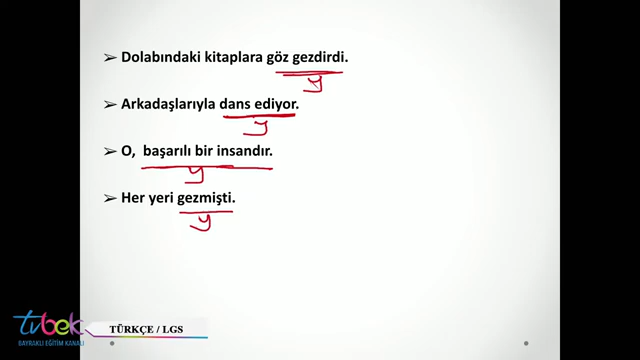 ➢ Dolabındaki kitaplara göz gezdirdi.
y
➢ Arkadaşlarıyla dans ediyor.
y
➢ O, başarılı bir insandır.
y
➢ Her yeri gezmişti.
y
tvbek
BAYRAKLI EĞİTİM KANALI
TÜRKÇE / LGS